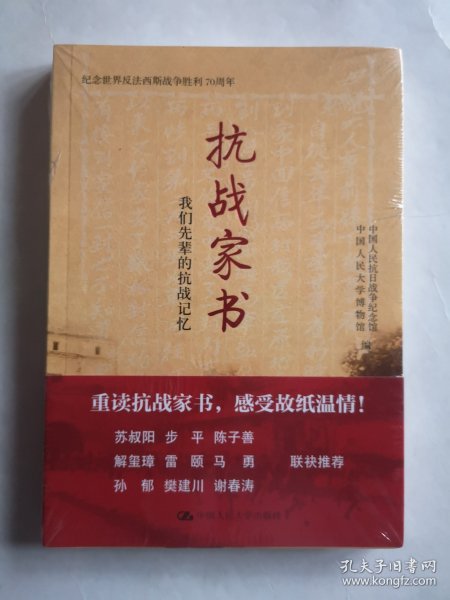 纪念世界反法西斯战争胜利70周年
抗战家书
我们先辈的抗战记忆
中国人民抗日战争纪念馆
中国人民大学博物馆
编
重读抗战家书，感受故纸温情！
苏叔阳 步 平 陈子善
解玺璋 雷 颐 马 勇 联袂推荐
孙 郁 樊建川 谢春涛
中国人民大学出版社
孔夫子旧书网
www.kongfz.com